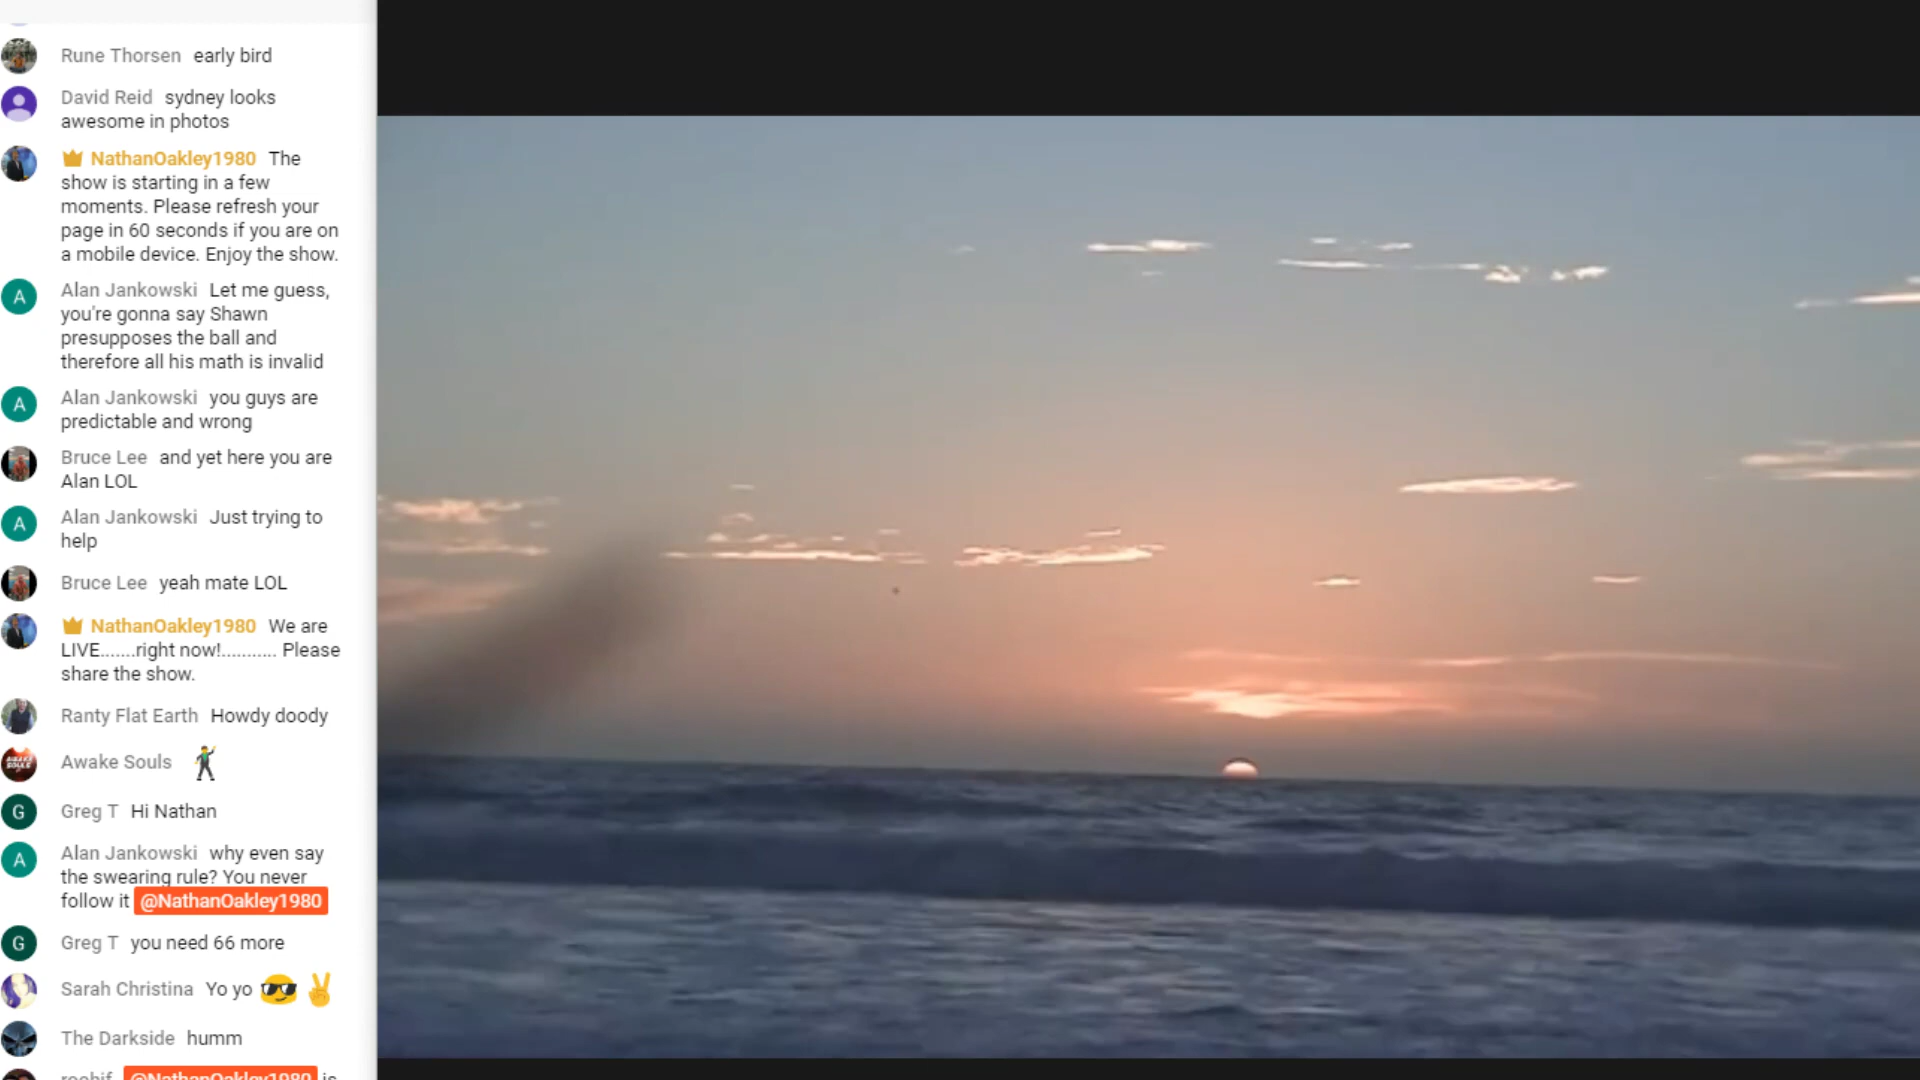 Rune Thorsen early bird
David Reid sydney looks
awesome in photos
NathanOakley1980 The
show is starting in a few
moments. Please refresh your
page in 60 seconds if you are on
a mobile device. Enjoy the show.
A
Alan Jankowski Let me guess,
you're gonna say Shawn
presupposes the ball and
therefore all his math is invalid
A
Alan Jankowski you guys are
predictable and wrong
Bruce Lee and yet here you are
Alan LOL
A
Alan Jankowski Just trying to
help
Bruce Lee yeah mate LOL
NathanOakley1980 We are
LIVE.......right now!........... Please
share the show.
Ranty Flat Earth Howdy doody
AWAKE
SOULS
Awake Souls
G
Greg T Hi Nathan
A
Alan Jankowski why even say
the swearing rule? You never
follow it @NathanOakley1980
G
Greg T you need 66 more
Sarah Christina Yo yo
The Darkside humm
@NathanOakley1980 is